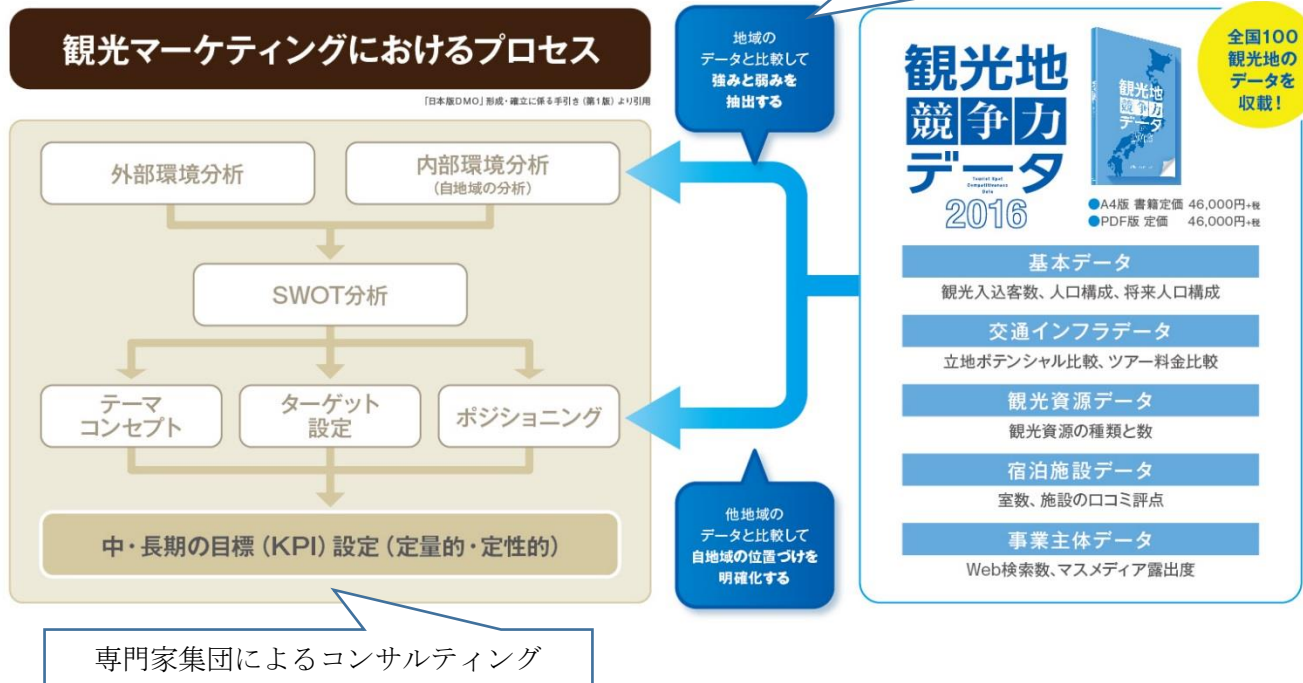 観光マーケティングにおけるプロセス
「日本版DMO」形成・確立に係る手引き(第1版)より引用
外部環境分析
内部環境分析
(自地域の分析)
SWOT分析
テーマ
コンセプト
ターゲット
設定
ポジショニング
中・長期の目標(KPI)設定(定量的・定性的)
専門家集団によるコンサルティング
地域の
データと比較して
強みと弱みを
抽出する
他地域の
データと比較して
自地域の位置づけを
明確化する
観光地
競争力
データ
Tourist Spot
Competitiveness
Data
2016
観光地
競争力
データ
2016
全国100
観光地の
データを
収載!
●A4版 書籍定価 46,000円+税
●PDF版 定価 46,000円+税
基本データ
観光入込客数、人口構成、将来人口構成
交通インフラデータ
立地ポテンシャル比較、ツアー料金比較
観光資源データ
観光資源の種類と数
宿泊施設データ
室数、施設の口コミ評点
事業主体データ
Web検索数、マスメディア露出度